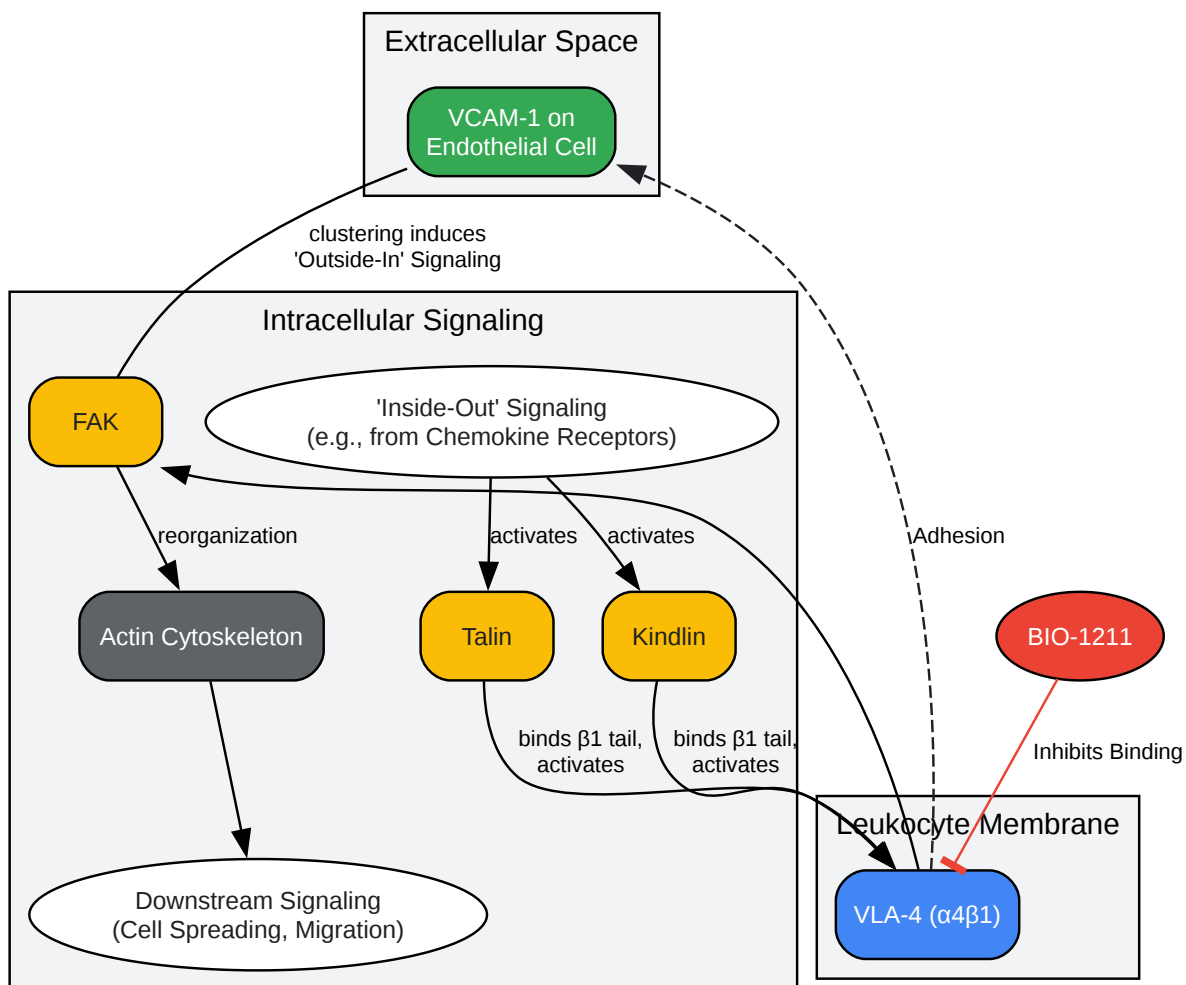 Extracellular Space
VCAM-1 on
Endothelial Cell
clustering induces
'Outside-In' Signaling
Intracellular Signaling
FAK
'Inside-Out' Signaling
(e.g., from Chemokine Receptors)
reorganization
activates
activates
Adhesion
Actin Cytoskeleton
Talin
Kindlin
BIO-1211
binds β1 tail,
activates
binds β1 tail,
activates
Inhibits Binding
Leukocyte Membrane
Downstream Signaling
(Cell Spreading, Migration)
VLA-4 (α4β1)